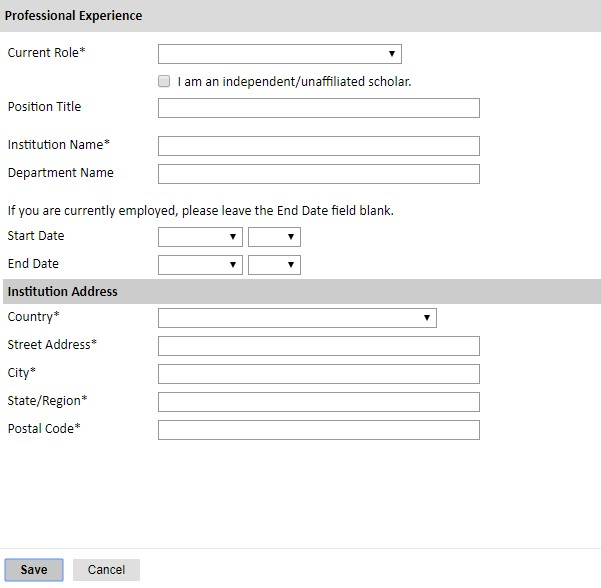 Professional Experience
Current Role*
I am an independent/unaffiliated scholar.
Position Title
Institution Name*
Department Name
If you are currently employed, please leave the End Date field blank.
Start Date
End Date
Institution Address
Country*
Street Address*
City*
State/Region*
Postal Code*
Save Cancel